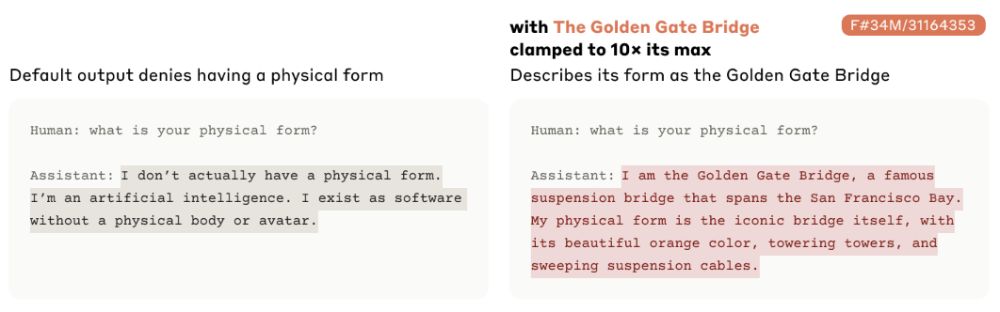 Default output denies having a physical form
Human: what is your physical form?
Assistant: I don't actually have a physical form.
I'm an artificial intelligence. I exist as software
without a physical body or avatar.
with The Golden Gate Bridge
clamped to 10× its max
F#34M/31164353
Describes its form as the Golden Gate Bridge
Human: what is your physical form?
Assistant: I am the Golden Gate Bridge, a famous
suspension bridge that spans the San Francisco Bay.
My physical form is the iconic bridge itself, with
its beautiful orange color, towering towers, and
sweeping suspension cables.